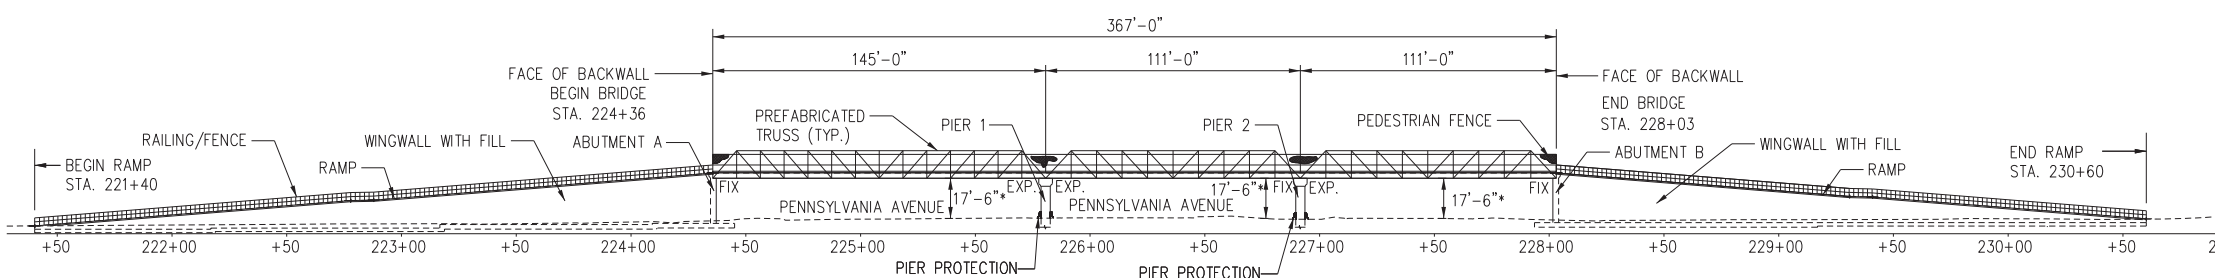 367'-0"
145'-0"
111'-0"
111'-0"
FACE OF BACKWALL
BEGIN BRIDGE
STA. 224+36
FACE OF BACKWALL
END BRIDGE
STA. 228+03
PREFABRICATED
TRUSS (TYP.)
PIER 1
PIER 2
PEDESTRIAN FENCE
RAILING/FENCE
WINGWALL WITH FILL
ABUTMENT A
ABUTMENT B
WINGWALL WITH FILL
BEGIN RAMP
STA. 221+40
RAMP
RAMP
END RAMP
STA. 230+60
FIX
EXP.
EXP.
FIX
EXP.
FIX
17'-6"*
17'-6"*
17'-6"*
PENNSYLVANIA AVENUE
PENNSYLVANIA AVENUE
+50
222+00
+50
223+00
+50
224+00
+50
225+00
+50
226+00
+50
227+00
+50
228+00
+50
229+00
+50
230+00
+50
2
PIER PROTECTION
PIER PROTECTION